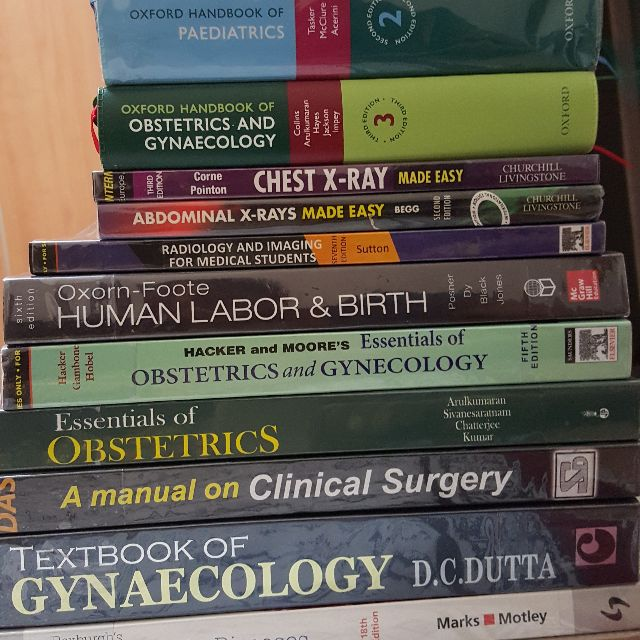 OXFORD HANDBOOK OF
PAEDIATRICS
Tasker
McClure
Acerini
SECOND EDITION
2
OXFORD
OXFORD HANDBOOK OF
OBSTETRICS AND
GYNAECOLOGY
Collins
Arulkumaran
Hayes
Jackson
Impey
THIRD EDITION • THIRD EDITION •
3
OXFORD
Europe
THIRD
EDITION
Corne
Pointon
CHEST X-RAY MADE EASY
CHURCHILL
LIVINGSTONE
ABDOMINAL X-RAYS MADE EASY
BEGG
SECOND
EDITION
CHURCHILL
LIVINGSTONE
RADIOLOGY AND IMAGING
FOR MEDICAL STUDENTS
SEVENTH
EDITION
Sutton
sixth
edition
Oxorn-Foote
HUMAN LABOR & BIRTH
Posner
Dy
Black
Jones
Mc
Graw
Hill
Education
ES ONLY • FOR
Hacker
Gambone
Hobel
HACKER and MOORE'S Essentials of
OBSTETRICS and GYNECOLOGY
FIFTH
EDITION
SAUNDERS
ELSEVIER
Essentials of
OBSTETRICS
Arulkumaran
Sivanesaratnam
Chatterjee
Kumar
DAS
A manual on Clinical Surgery
TEXTBOOK OF
GYNAECOLOGY
D.C.DUTTA
Roxburgh's
18th
Edition
Marks Motley